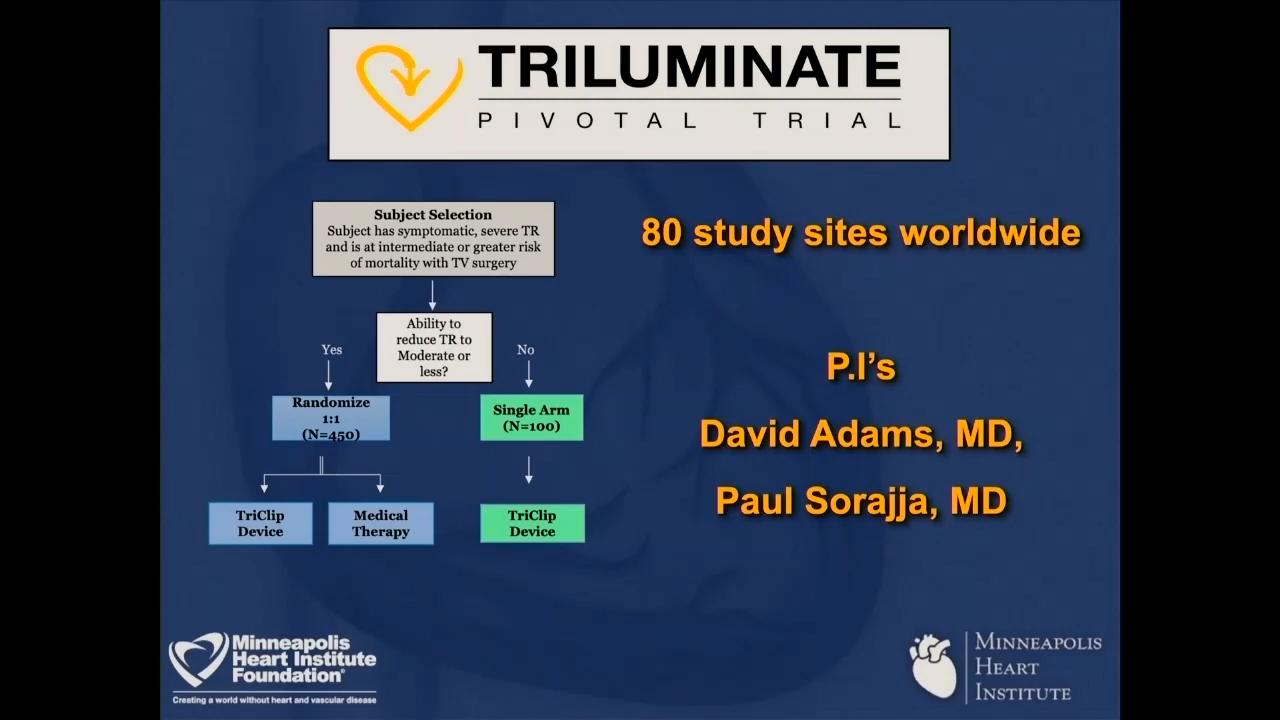 TRILUMINATE
PIVOTAL TRIAL
Subject Selection
Subject has symptomatic, severe TR
and is at intermediate or greater risk
of mortality with TV surgery
80 study sites worldwide
Ability to
reduce TR to
Moderate or
less?
Yes
No
Randomize
1:1
(N=450)
Single Arm
(N=100)
TriClip
Device
Medical
Therapy
TriClip
Device
P.I’s
David Adams, MD,
Paul Sorajja, MD
Minneapolis
Heart Institute
Foundation®
Creating a world without heart and vascular disease
MINNEAPOLIS
HEART
INSTITUTE